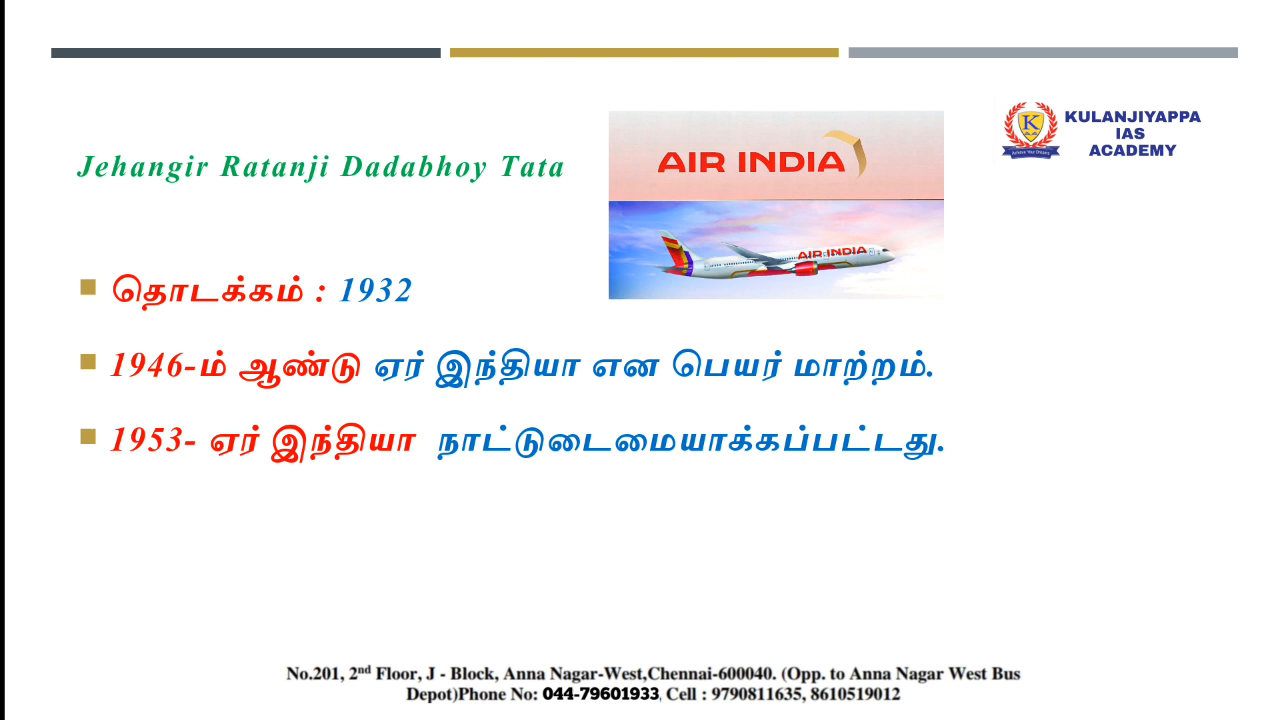 KULANJIYAPPA
IAS
ACADEMY
Jehangir Ratanji Dadabhoy Tata
AIR INDIA
AIR INDIA
தொடக்கம் : 1932
1946-ம் ஆண்டு ஏர் இந்தியா என பெயர் மாற்றம்.
1953- ஏர் இந்தியா நாட்டுடைமையாக்கப்பட்டது.
No.201, 2nd Floor, J - Block, Anna Nagar-West,Chennai-600040. (Opp. to Anna Nagar West Bus
Depot)Phone No: 044-79601933, Cell : 9790811635, 8610519012